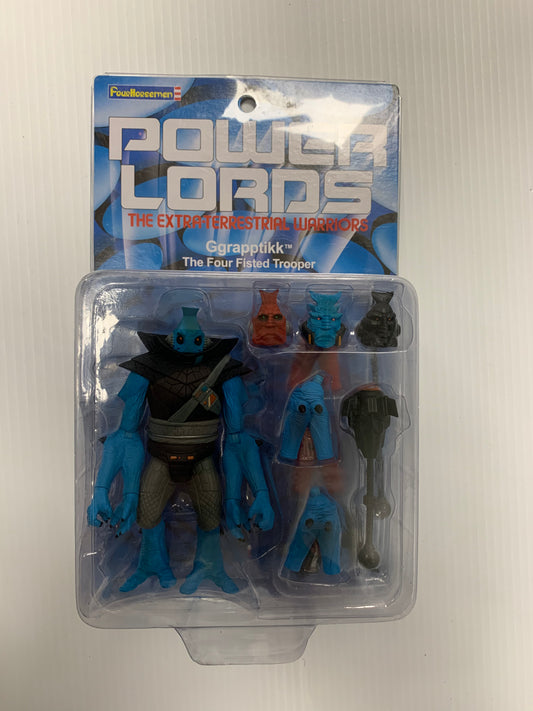 FourHorsemen
POWER
LORDS
THE EXTRA-TERRESTRIAL WARRIORS
Ggrapptikk™
The Four Fisted Trooper